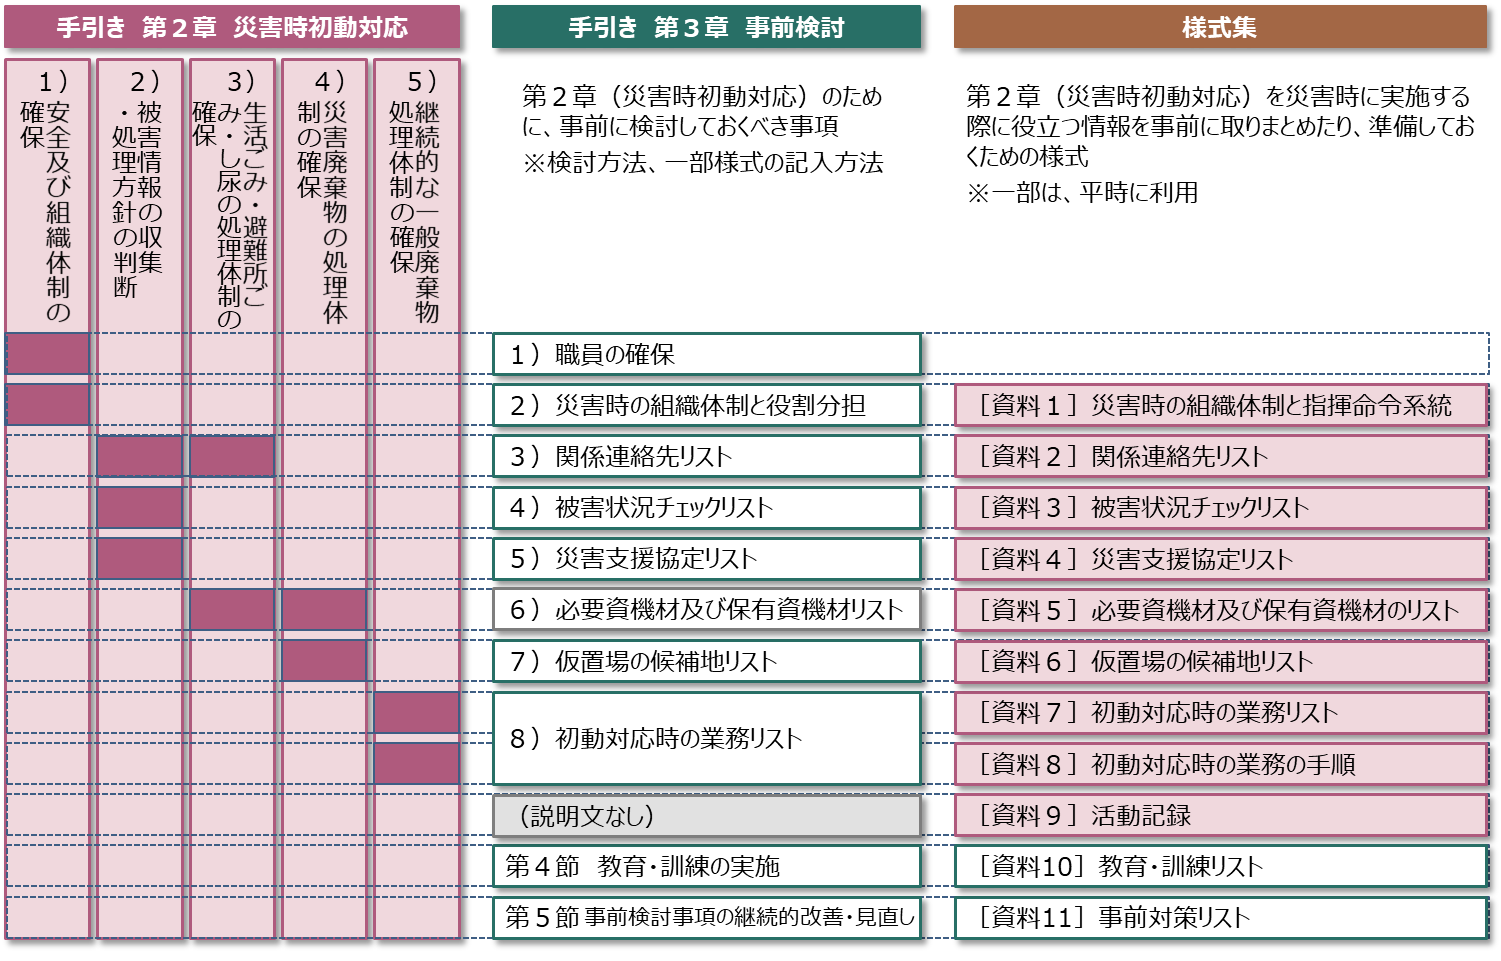 手引き 第２章 災害時初動対応
手引き 第３章 事前検討
様式集
１）
安全及び組織体制の
確保
２）
被害情報の収集
・処理方針の判断
３）
生活ごみ・避難所ご
み・し尿の処理体制の
確保
４）
災害廃棄物の処理体
制の確保
５）
継続的な一般廃棄物
処理体制の確保
第２章（災害時初動対応）のため
に、事前に検討しておくべき事項
※検討方法、一部様式の記入方法
第２章（災害時初動対応）を災害時に実施する
際に役立つ情報を事前に取りまとめたり、準備してお
くための様式
※一部は、平時に利用
１）職員の確保
２）災害時の組織体制と役割分担
［資料１］災害時の組織体制と指揮命令系統
３）関係連絡先リスト
［資料２］関係連絡先リスト
４）被害状況チェックリスト
［資料３］被害状況チェックリスト
５）災害支援協定リスト
［資料４］災害支援協定リスト
６）必要資機材及び保有資機材リスト
［資料５］必要資機材及び保有資機材のリスト
７）仮置場の候補地リスト
［資料６］仮置場の候補地リスト
８）初動対応時の業務リスト
［資料７］初動対応時の業務リスト
［資料８］初動対応時の業務の手順
（説明文なし）
［資料９］活動記録
第４節 教育・訓練の実施
［資料10］教育・訓練リスト
第５節 事前検討事項の継続的改善・見直し
［資料11］事前対策リスト